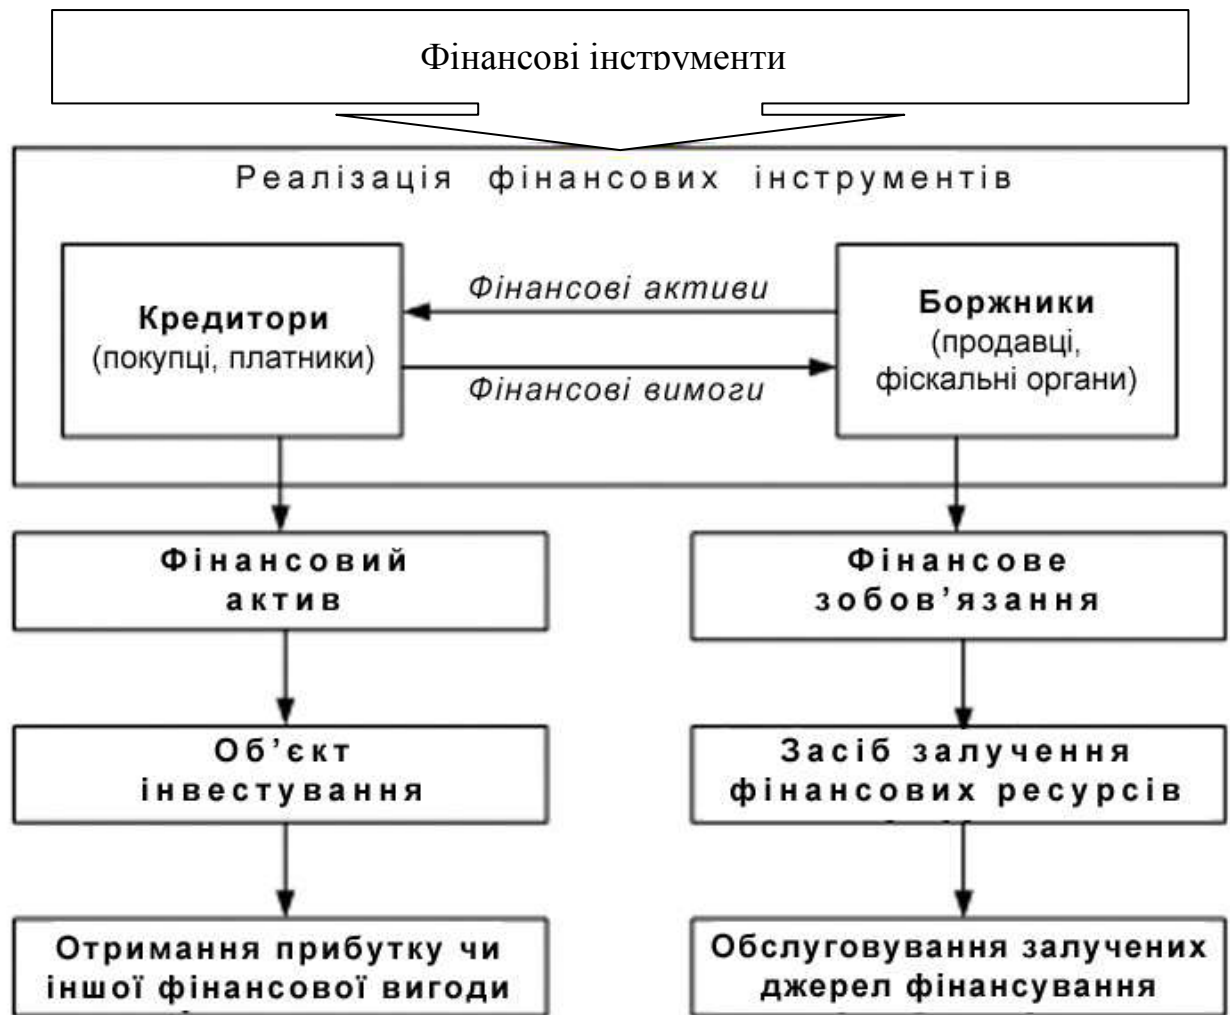 Фінансові інструменти
Реалізація фінансових інструментів
Кредитори
(покупці, платники)
Фінансові активи
Фінансові вимоги
Боржники
(продавці,
фіскальні органи)
Фінансовий
актив
Фінансове
зобов’язання
Об’єкт
інвестування
Засіб залучення
фінансових ресурсів
Отримання прибутку чи
іншої фінансової вигоди
Обслуговування залучених
джерел фінансування